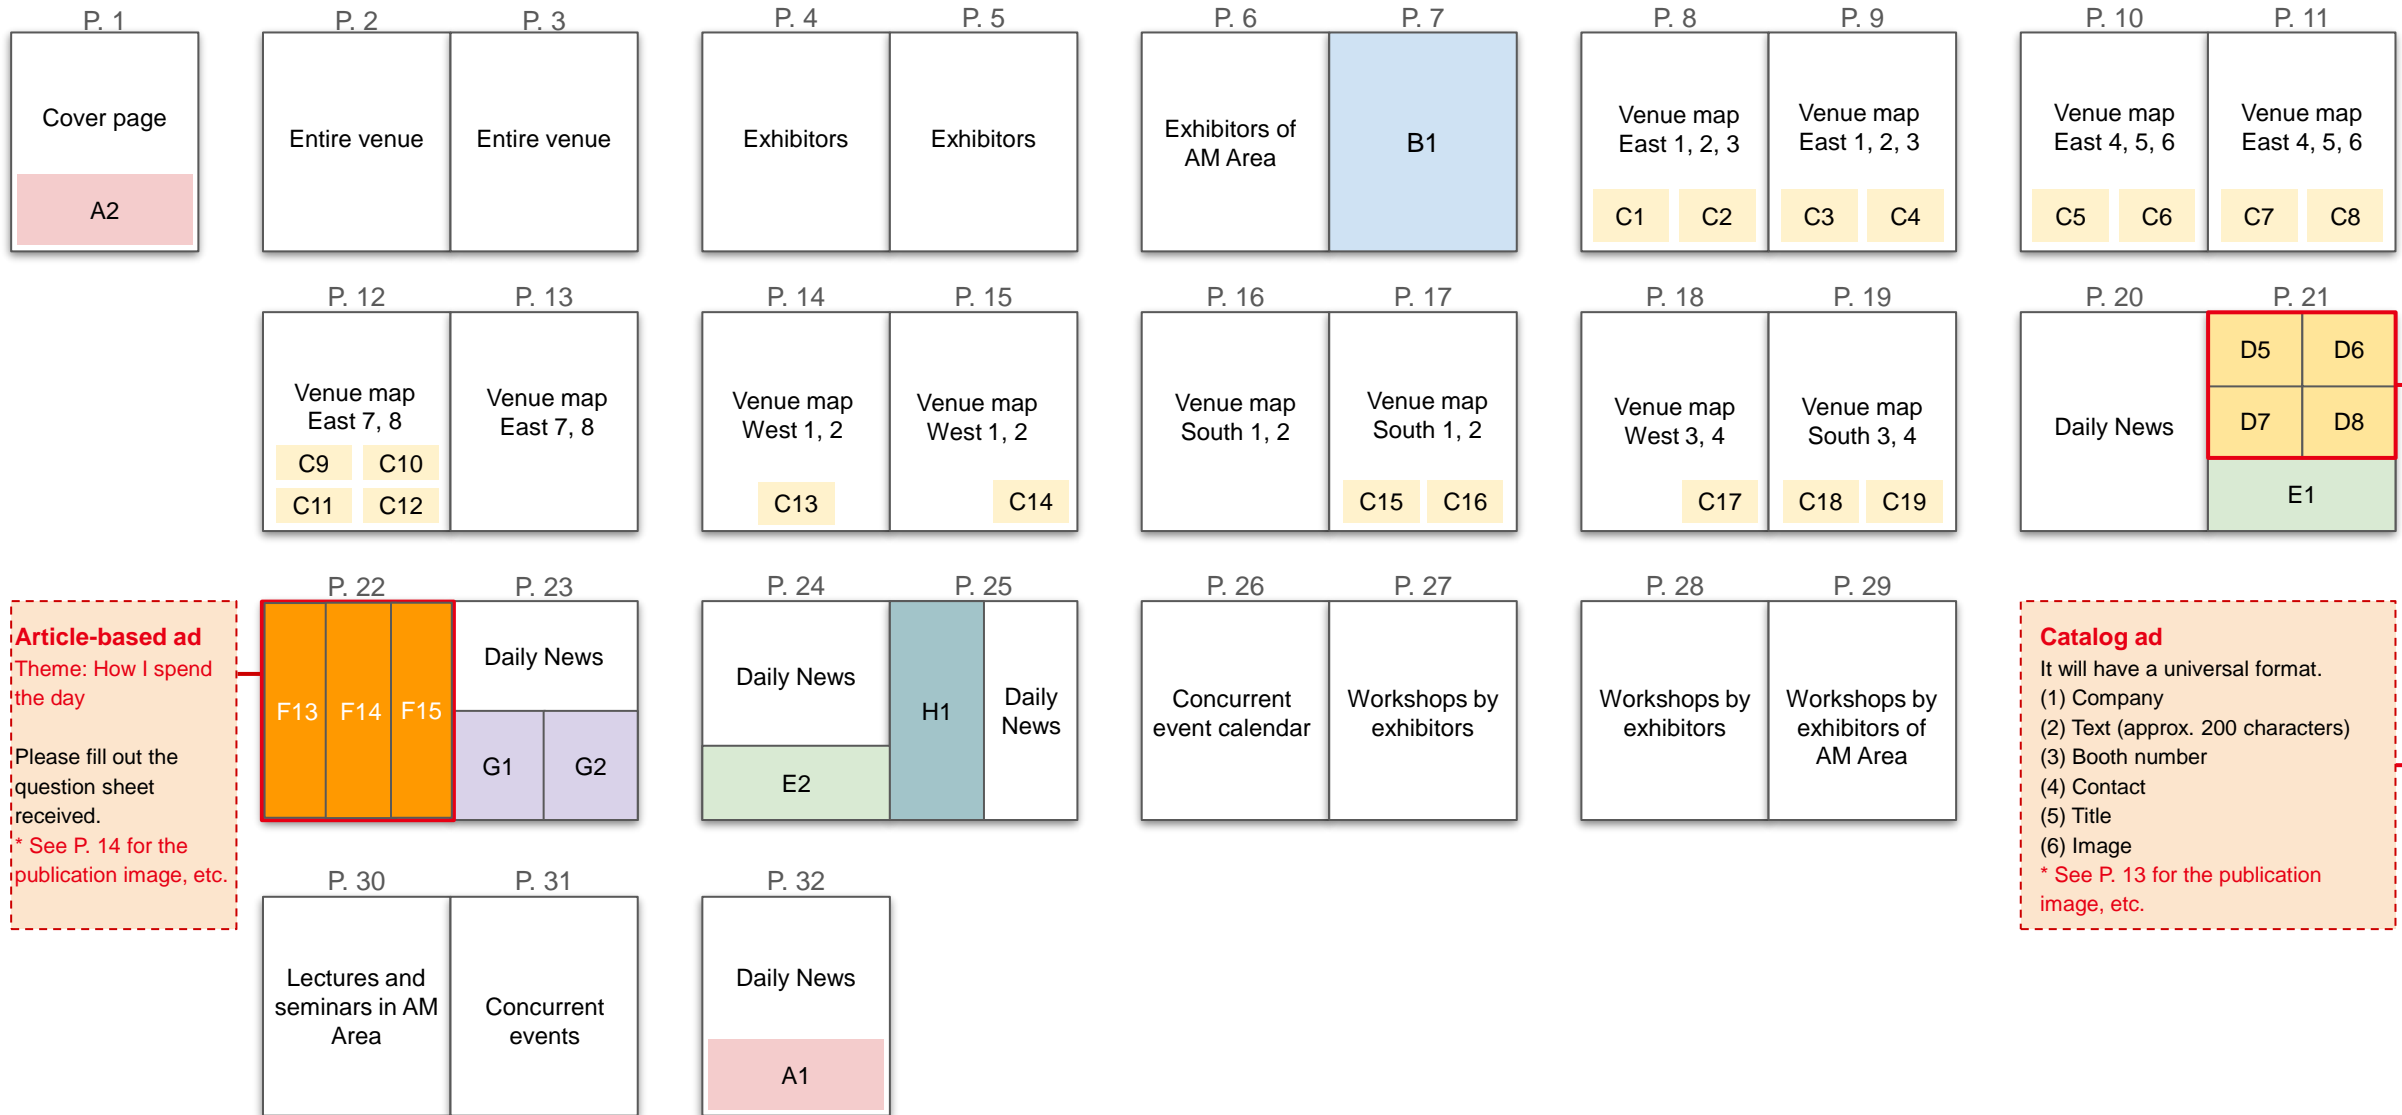 P. 1
P. 2
P. 3
P. 4
P. 5
P. 6
P. 7
P. 8
P. 9
P. 10
P. 11
Cover page
A2
Entire venue
Entire venue
Exhibitors
Exhibitors
Exhibitors of
AM Area
B1
Venue map
East 1, 2, 3
C1
C2
Venue map
East 1, 2, 3
C3
C4
Venue map
East 4, 5, 6
C5
C6
Venue map
East 4, 5, 6
C7
C8
P. 12
P. 13
P. 14
P. 15
P. 16
P. 17
P. 18
P. 19
P. 20
P. 21
Venue map
East 7, 8
C9
C10
C11
C12
Venue map
East 7, 8
Venue map
West 1, 2
C13
Venue map
West 1, 2
C14
Venue map
South 1, 2
Venue map
South 1, 2
C15
C16
Venue map
West 3, 4
C17
Venue map
South 3, 4
C18
C19
Daily News
D5
D6
D7
D8
E1
Article-based ad
Theme: How I spend
the day
Please fill out the
question sheet
received.
* See P. 14 for the
publication image, etc.
P. 22
P. 23
P. 24
P. 25
P. 26
P. 27
P. 28
P. 29
F13
F14
F15
Daily News
G1
G2
Daily News
E2
H1
Daily
News
Concurrent
event calendar
Workshops by
exhibitors
Workshops by
exhibitors
Workshops by
exhibitors of
AM Area
Catalog ad
It will have a universal format.
(1) Company
(2) Text (approx. 200 characters)
(3) Booth number
(4) Contact
(5) Title
(6) Image
* See P. 13 for the publication
image, etc.
P. 30
P. 31
P. 32
Lectures and
seminars in AM
Area
Concurrent
events
Daily News
A1